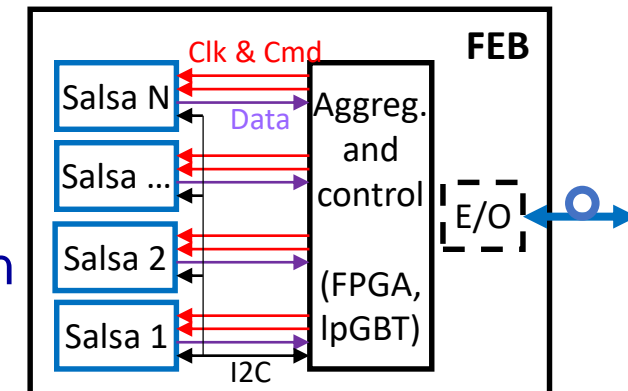 FEB
Clk & Cmd
Salsa N
Data
Salsa ...
Salsa 2
Salsa 1
I2C
Aggreg.
and
control
(FPGA,
lpGBT)
E/O
n